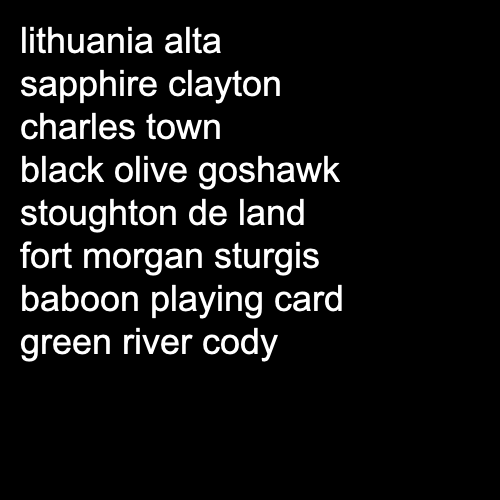 lithuania alta
sapphire clayton
charles town
black olive goshawk
stoughton de land
fort morgan sturgis
baboon playing card
green river cody